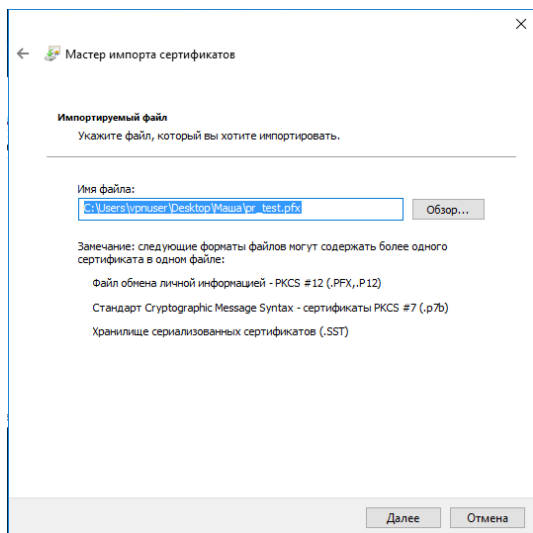 Мастер импорта сертификатов
Импортируемый файл
Укажите файл, который вы хотите импортировать.
Имя файла:
C:\Users\vpnuser\Desktop\Маша\pr_test.pfx
Обзор...
Замечание: следующие форматы файлов могут содержать более одного
сертификата в одном файле:
Файл обмена личной информацией - PKCS #12 (.PFX,.P12)
Стандарт Cryptographic Message Syntax - сертификаты PKCS #7 (.p7b)
Хранилище сериализованных сертификатов (.SST)
Далее
Отмена